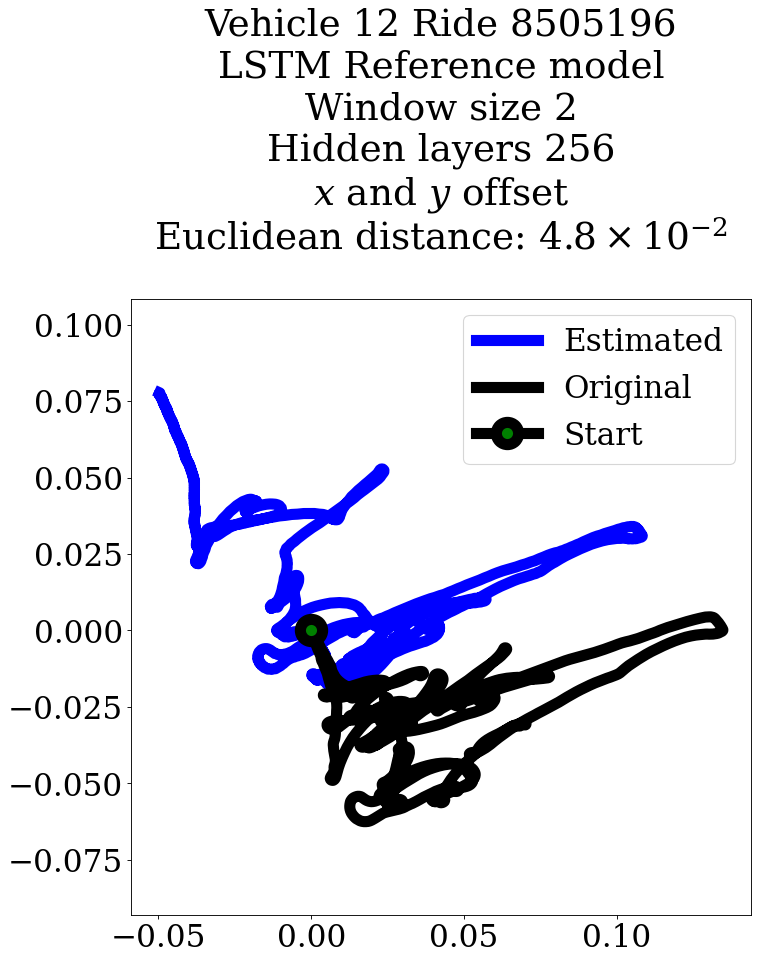 Vehicle 12 Ride 8505196
LSTM Reference model
Window size 2
Hidden layers 256
x and y offset
Euclidean distance: 4.8 × 10⁻²
Estimated
Original
Start
0.100
0.075
0.050
0.025
0.000
−0.025
−0.050
−0.075
−0.05 0.00 0.05 0.10